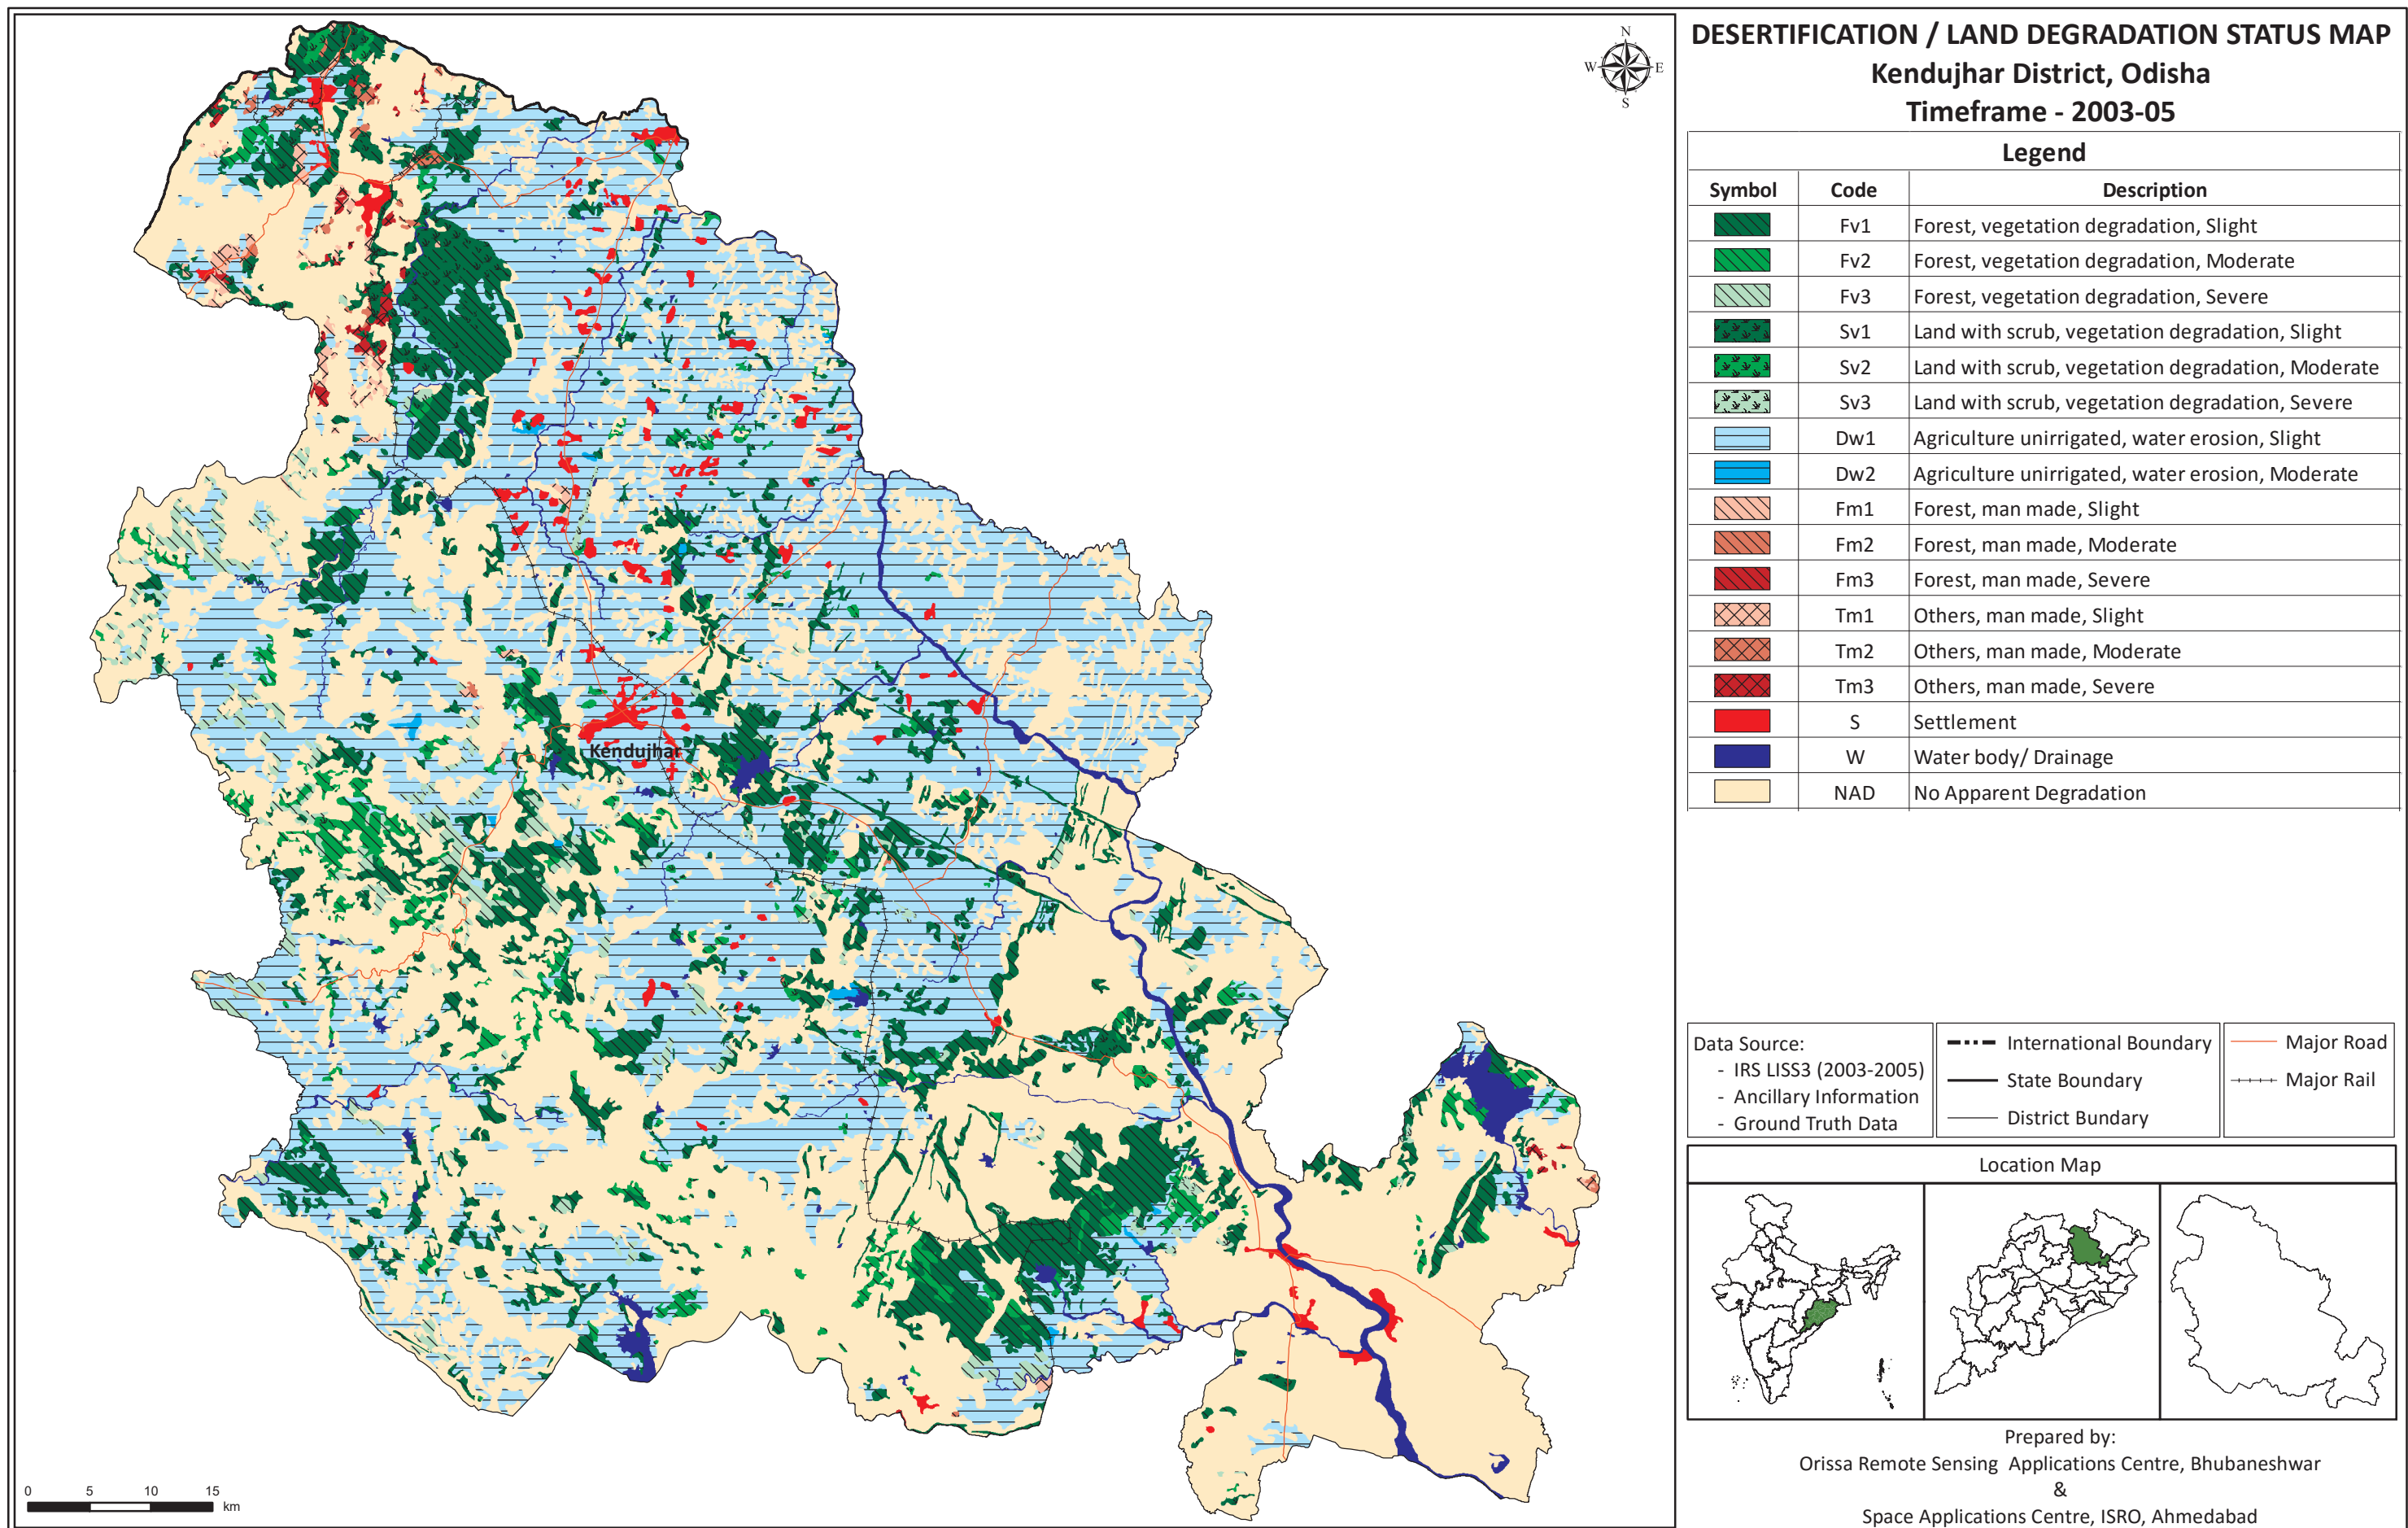 DESERTIFICATION / LAND DEGRADATION STATUS MAP
Kendujhar District, Odisha
Timeframe - 2003-05
Legend
Symbol Code Description
Fv1 Forest, vegetation degradation, Slight
Fv2 Forest, vegetation degradation, Moderate
Fv3 Forest, vegetation degradation, Severe
Sv1 Land with scrub, vegetation degradation, Slight
Sv2 Land with scrub, vegetation degradation, Moderate
Sv3 Land with scrub, vegetation degradation, Severe
Dw1 Agriculture unirrigated, water erosion, Slight
Dw2 Agriculture unirrigated, water erosion, Moderate
Fm1 Forest, man made, Slight
Fm2 Forest, man made, Moderate
Fm3 Forest, man made, Severe
Tm1 Others, man made, Slight
Tm2 Others, man made, Moderate
Tm3 Others, man made, Severe
S Settlement
W Water body/ Drainage
NAD No Apparent Degradation
N
W E
S
Kendujhar
0 5 10 15
km
Data Source:
- IRS LISS3 (2003-2005)
- Ancillary Information
- Ground Truth Data
International Boundary
State Boundary
District Bundary
Major Road
Major Rail
Location Map
Prepared by:
Orissa Remote Sensing Applications Centre, Bhubaneshwar
&
Space Applications Centre, ISRO, Ahmedabad